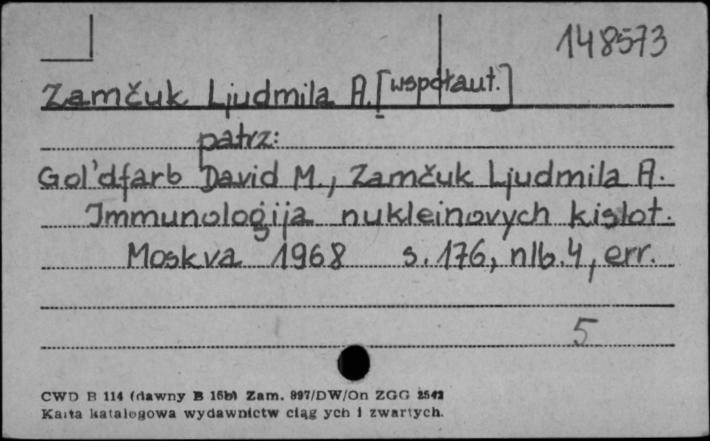 148573
Zamčuk Ljudmila A. [współaut.]
patrz:
Gol'dfarb David M., Zamčuk Ljudmila A.
Immunologija nukleinovych kislot.
Moskva 1968 s. 176, nlb. 4, err.
5
CWD B 114 (dawny B 16b) Zam. 897/DW/On ZGG 2542
Karta katalogowa wydawnictw ciąg ych i zwartych.